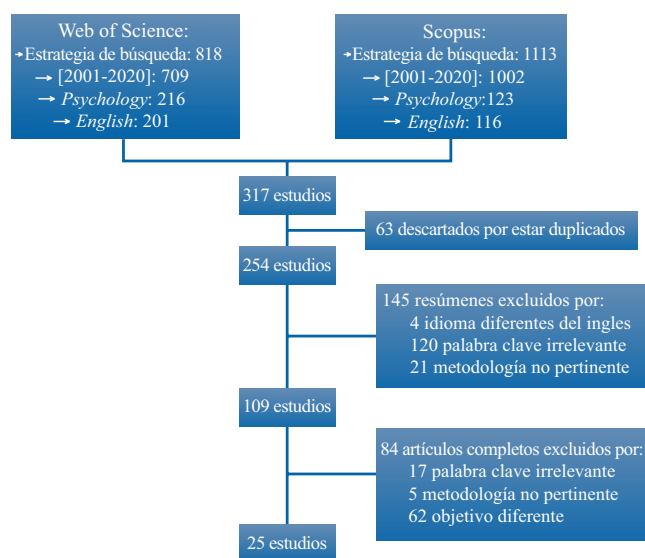 Web of Science:
→Estrategia de búsqueda: 818
→ [2001-2020]: 709
→ Psychology: 216
→ English: 201
Scopus:
→Estrategia de búsqueda: 1113
→ [2001-2020]: 1002
→ Psychology:123
→ English: 116
317 estudios
63 descartados por estar duplicados
254 estudios
145 resúmenes excluidos por:
4 idioma diferentes del ingles
120 palabra clave irrelevante
21 metodología no pertinente
109 estudios
84 artículos completos excluidos por:
17 palabra clave irrelevante
5 metodología no pertinente
62 objetivo diferente
25 estudios